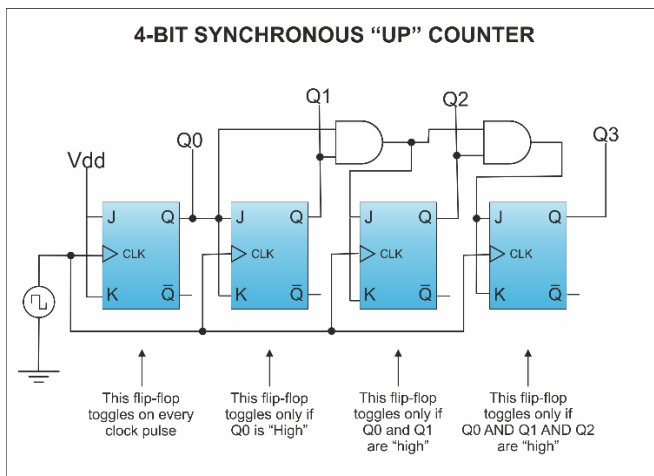 4-BIT SYNCHRONOUS “UP” COUNTER
Q1
Q2
Q0
Q3
Vdd
J Q
J Q
J Q
J Q
CLK
CLK
CLK
CLK
K Q̅
K Q̅
K Q̅
K Q̅
This flip-flop
toggles on every
clock pulse
This flip-flop
toggles only if
Q0 is “High”
This flip-flop
toggles only if
Q0 and Q1
are “high”
This flip-flop
toggles only if
Q0 AND Q1 AND Q2
are “high”